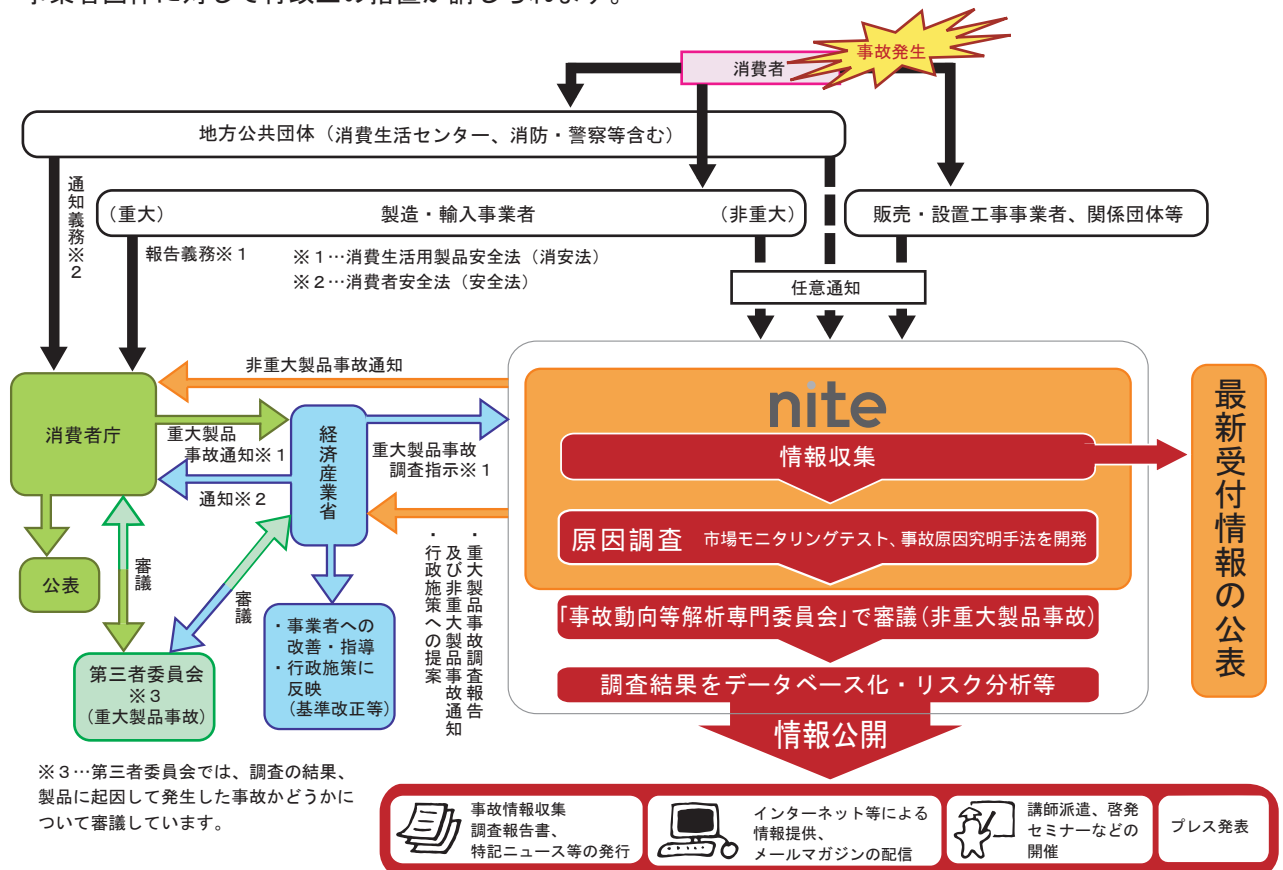 事業者団体に対して行政上の措置が講じられます。
事故発生
消費者
地方公共団体（消費生活センター、消防・警察等含む）
通知義務※２
（重大）
製造・輸入事業者
（非重大）
販売・設置工事事業者、関係団体等
報告義務※１
※１…消費生活用製品安全法（消安法）
※２…消費者安全法（安全法）
任意通知
非重大製品事故通知
消費者庁
重大製品
事故通知※１
通知※２
経済産業省
重大製品事故
調査指示※１
nite
情報収集
原因調査 市場モニタリングテスト、事故原因究明手法を開発
「事故動向等解析専門委員会」で審議（非重大製品事故）
調査結果をデータベース化・リスク分析等
情報公開
最新受付情報の公表
公表
審議
審議
第三者委員会
※３
（重大製品事故）
・事業者への
改善・指導
・行政施策に
反映
（基準改正等）
・重大製品事故調査報告
及び非重大製品事故通知
・行政施策への提案
※３…第三者委員会では、調査の結果、
製品に起因して発生した事故かどうかに
ついて審議しています。
事故情報収集
調査報告書、
特記ニュース等の発行
インターネット等による
情報提供、
メールマガジンの配信
講師派遣、啓発
セミナーなどの
開催
プレス発表